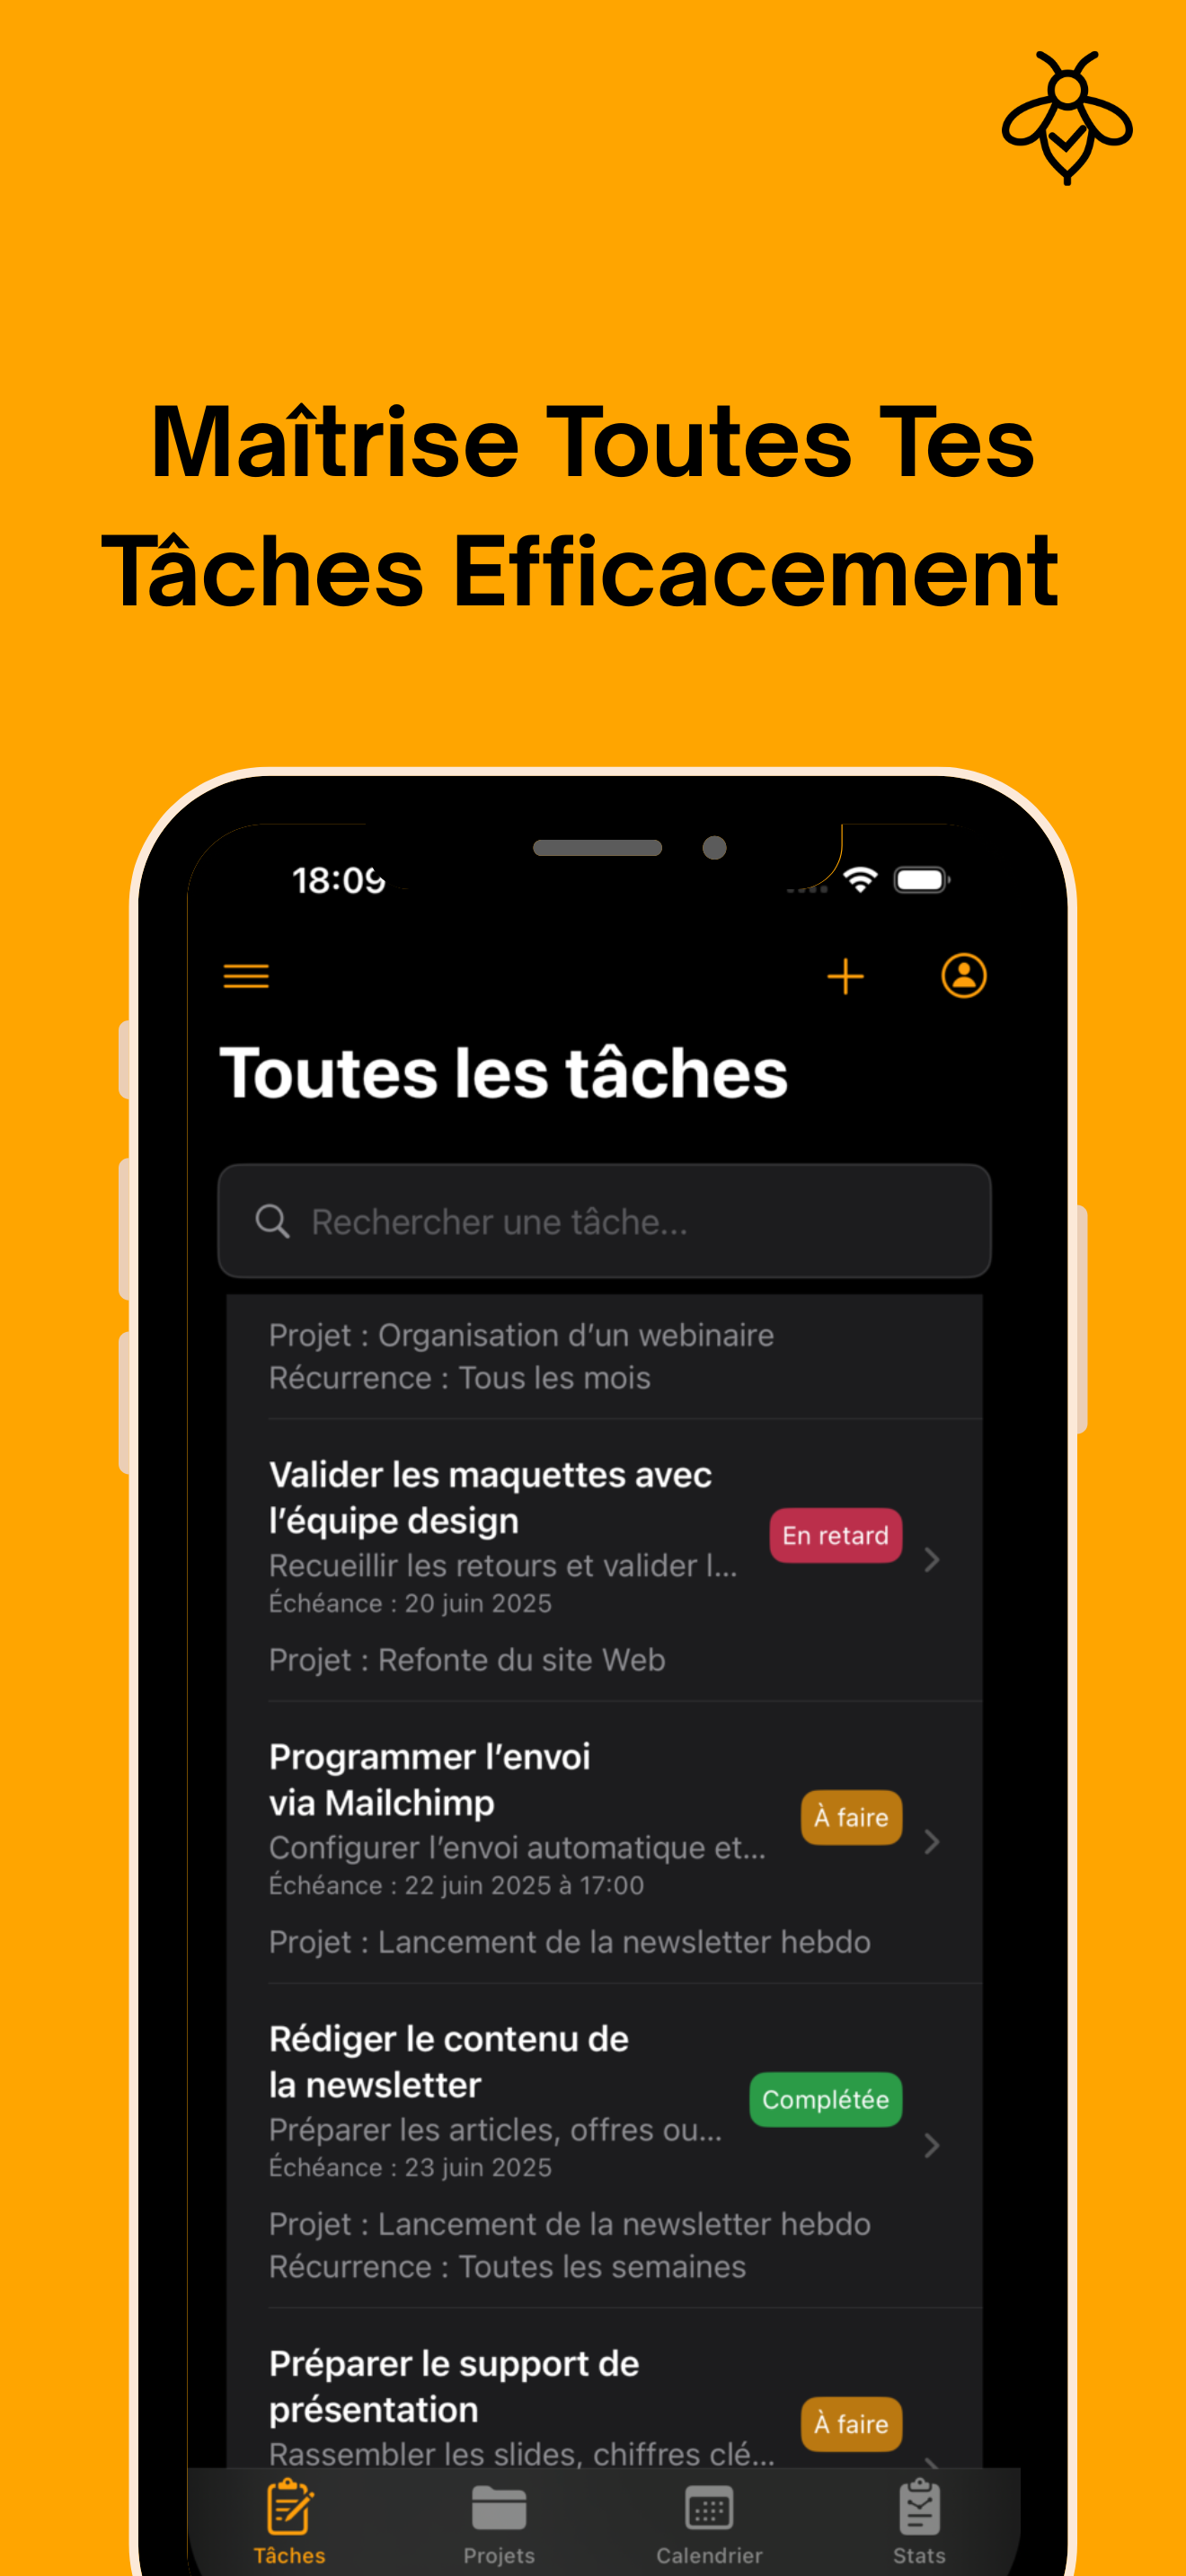 Maîtrise Toutes Tes
Tâches Efficacement
18:09
Toutes les tâches
Rechercher une tâche...
Projet : Organisation d’un webinaire
Récurrence : Tous les mois
Valider les maquettes avec
l’équipe design
En retard
Recueillir les retours et valider l...
Échéance : 20 juin 2025
Projet : Refonte du site Web
Programmer l’envoi
via Mailchimp
À faire
Configurer l’envoi automatique et...
Échéance : 22 juin 2025 à 17:00
Projet : Lancement de la newsletter hebdo
Rédiger le contenu de
la newsletter
Complétée
Préparer les articles, offres ou...
Échéance : 23 juin 2025
Projet : Lancement de la newsletter hebdo
Récurrence : Toutes les semaines
Préparer le support de
présentation
À faire
Rassembler les slides, chiffres clé...
Tâches
Projets
Calendrier
Stats